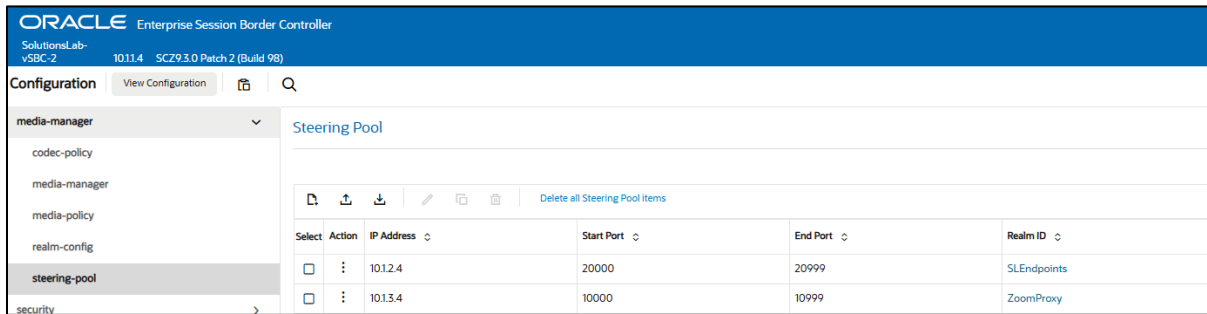 ORACLE Enterprise Session Border Controller
SolutionsLab-
vSBC-2 10.1.1.4 SCZ9.3.0 Patch 2 (Build 98)
Configuration View Configuration
media-manager
Steering Pool
codec-policy
media-manager
Delete all Steering Pool items
media-policy
realm-config
Select Action IP Address Start Port End Port Realm ID
steering-pool
10.1.2.4 20000 20999 SLEndpoints
10.1.3.4 10000 10999 ZoomProxy
security